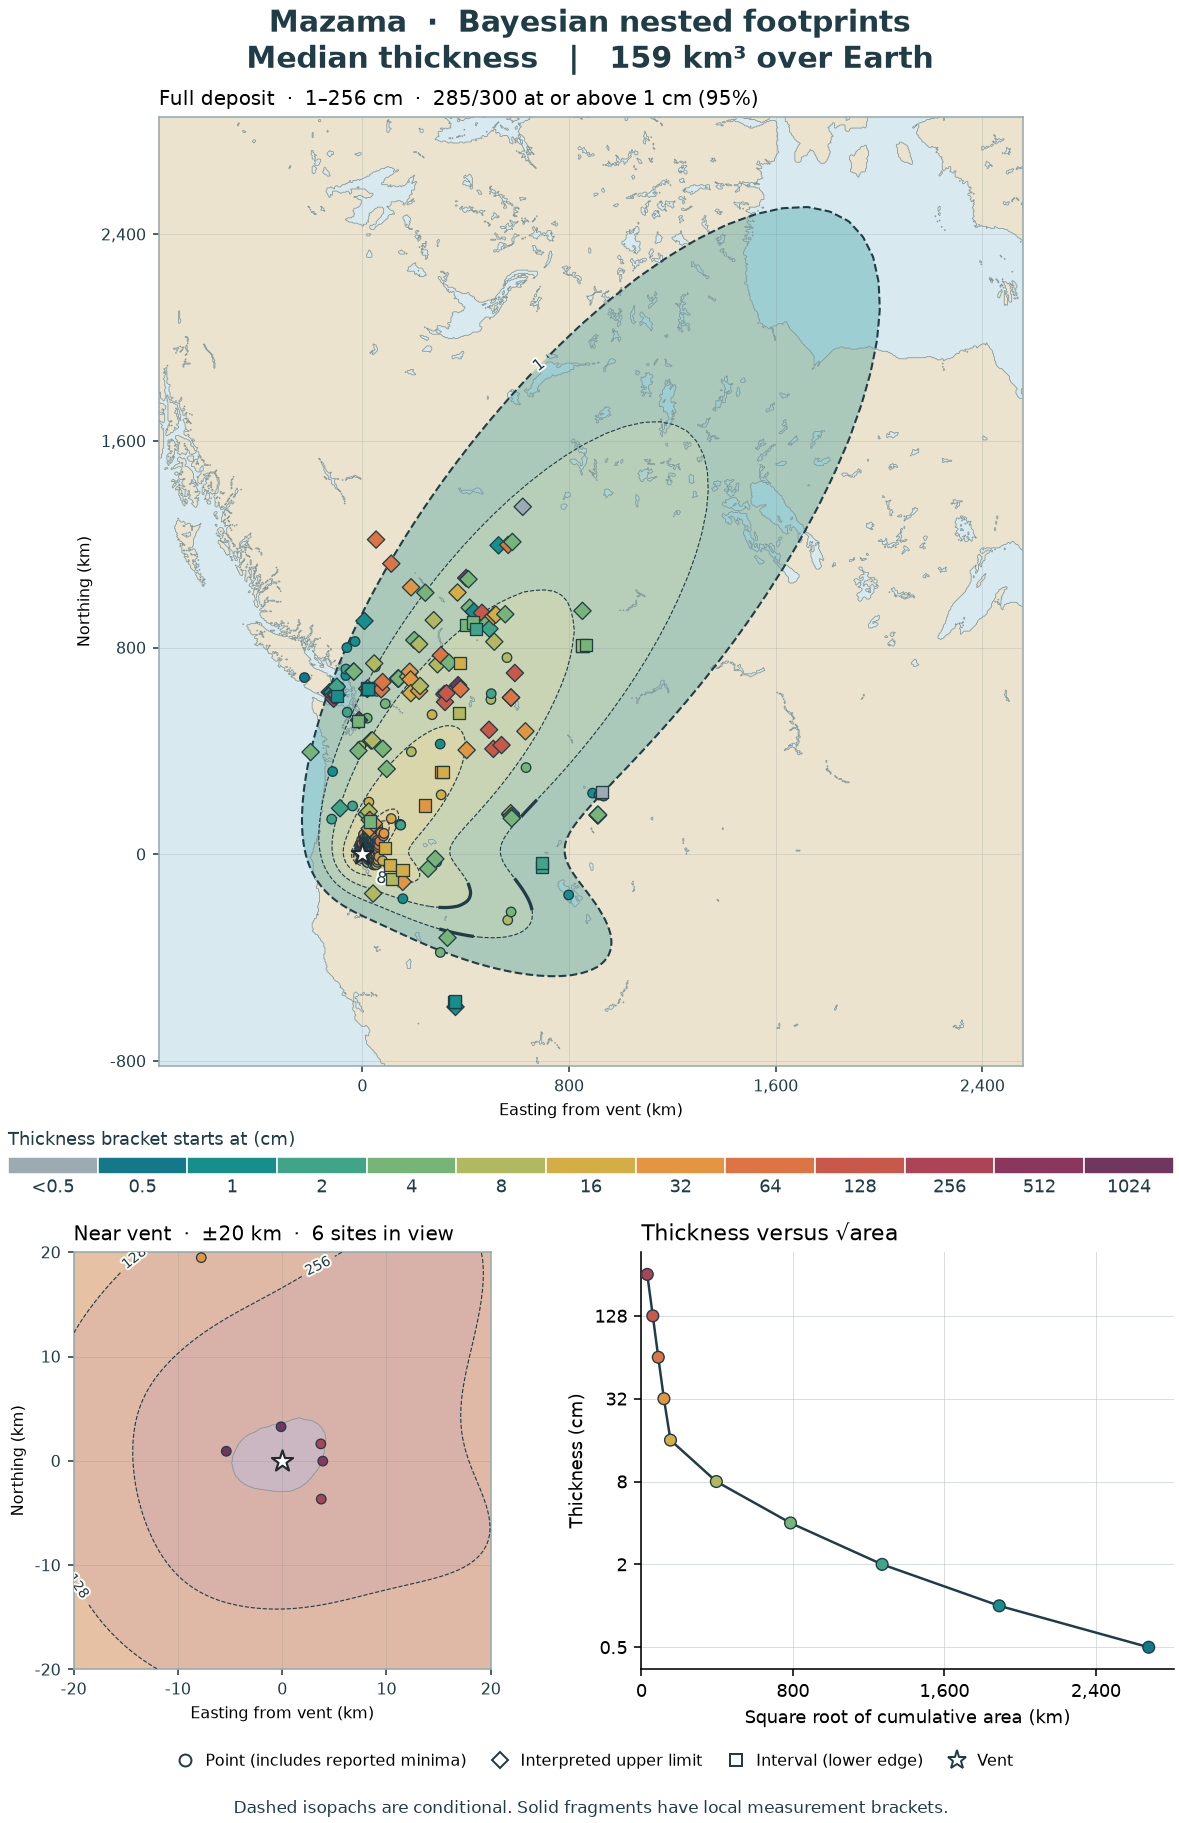 Mazama · Bayesian nested footprints
Median thickness | 159 km³ over Earth
Full deposit · 1–256 cm · 285/300 at or above 1 cm (95%)
2,400
1,600
800
0
-800
Northing (km)
1
8
0
800
1,600
2,400
Easting from vent (km)
Thickness bracket starts at (cm)
<0.5 0.5 1 2 4 8 16 32 64 128 256 512 1024
Near vent · ±20 km · 6 sites in view
20
10
0
-10
-20
Northing (km)
128
256
128
-20 -10 0 10 20
Easting from vent (km)
Thickness versus √area
128
32
8
2
0.5
Thickness (cm)
0 800 1,600 2,400
Square root of cumulative area (km)
Point (includes reported minima) Interpreted upper limit Interval (lower edge) Vent
Dashed isopachs are conditional. Solid fragments have local measurement brackets.